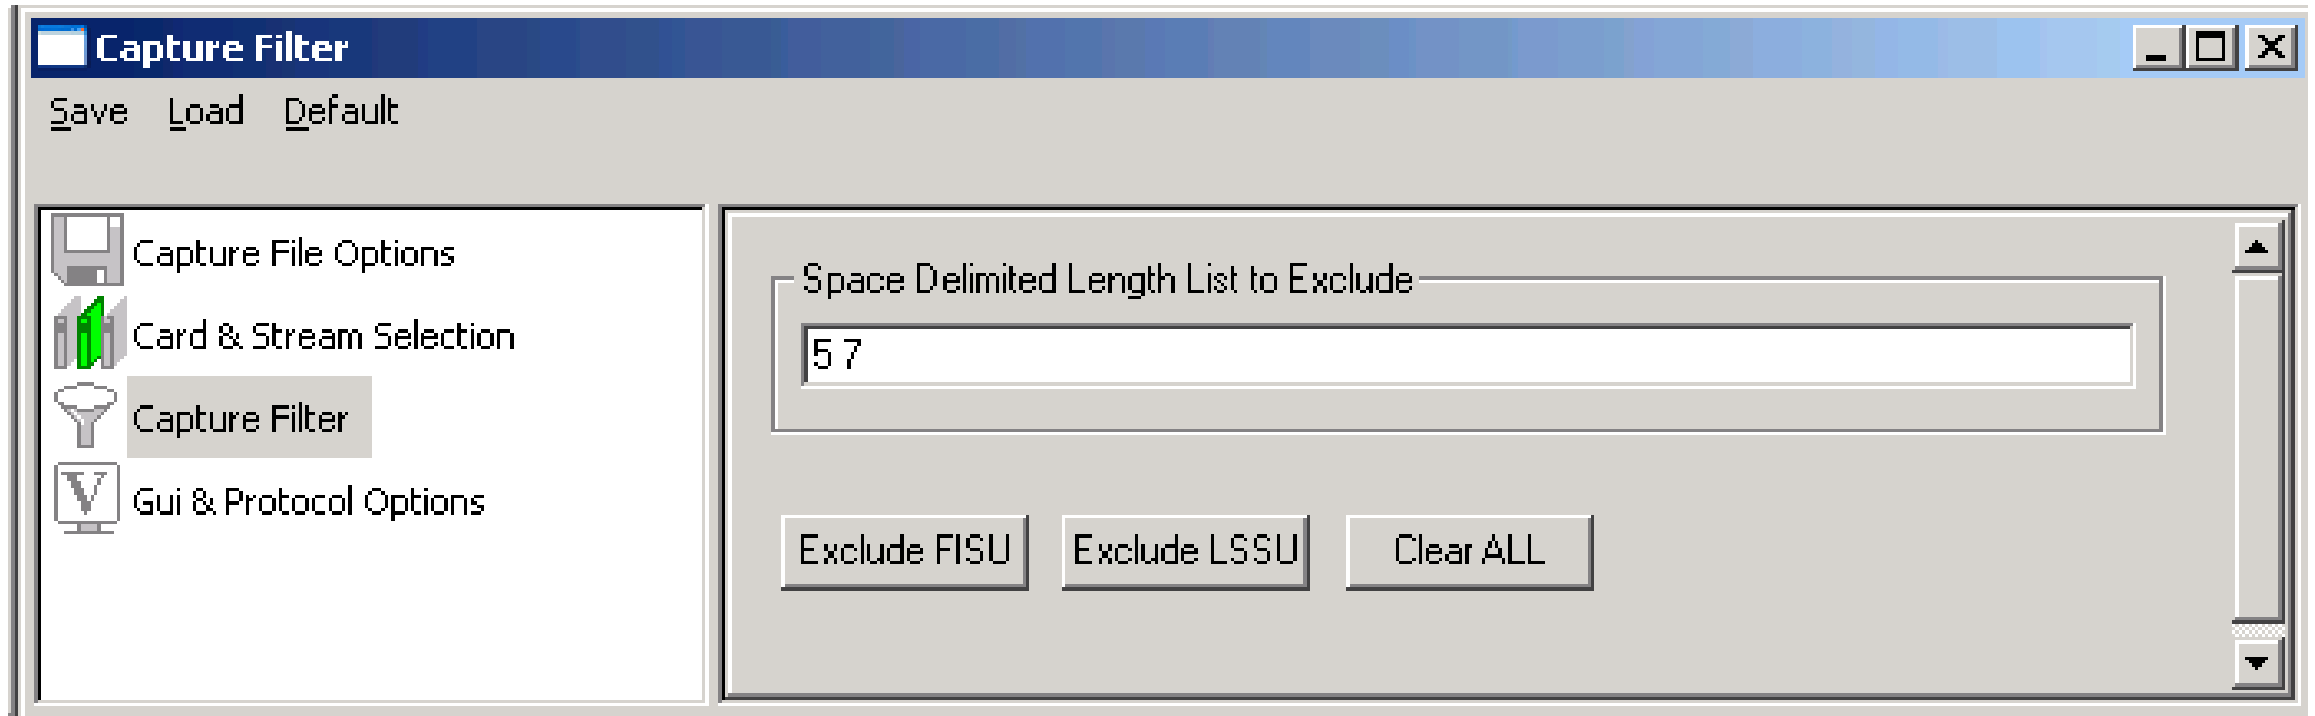 Capture Filter
Save Load Default
Capture File Options
Card & Stream Selection
Capture Filter
Gui & Protocol Options
Space Delimited Length List to Exclude
5 7
Exclude FISU Exclude LSSU Clear ALL